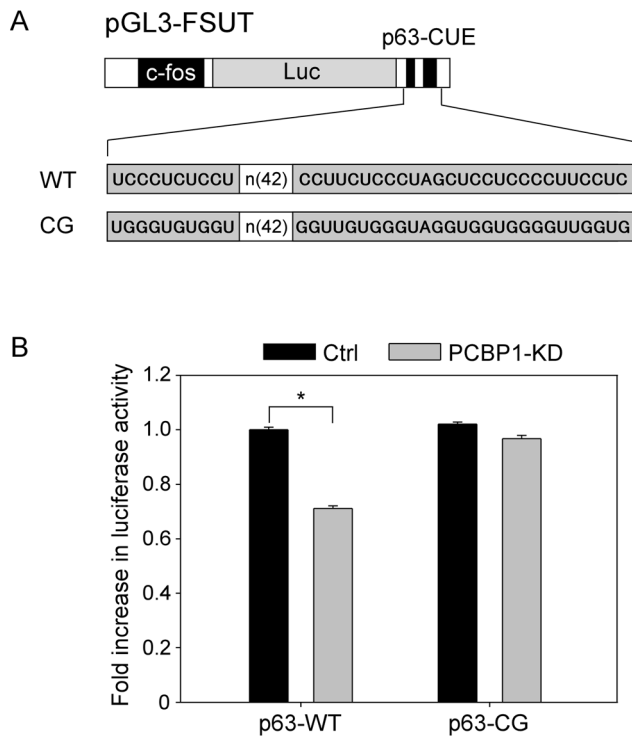 A
pGL3-FSUT
p63-CUE
c-fos
Luc
WT
UCCCUCUCCU
n(42)
CCUUCUCCCUAGCUCCUCCCCUUCCUC
CG
UGGGUGUGGU
n(42)
GGUUGUGGGUAGGUGGUGGGGUUGGUG
B
Ctrl
PCBP1-KD
Fold increase in luciferase activity
1.2
1.0
0.8
0.6
0.4
0.2
0
*
p63-WT
p63-CG